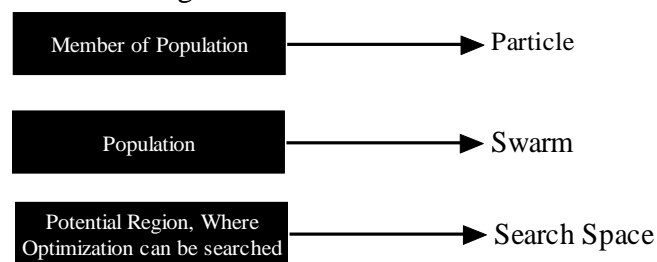 Member of Population
Particle
Population
Swarm
Potential Region, Where
Optimization can be searched
Search Space